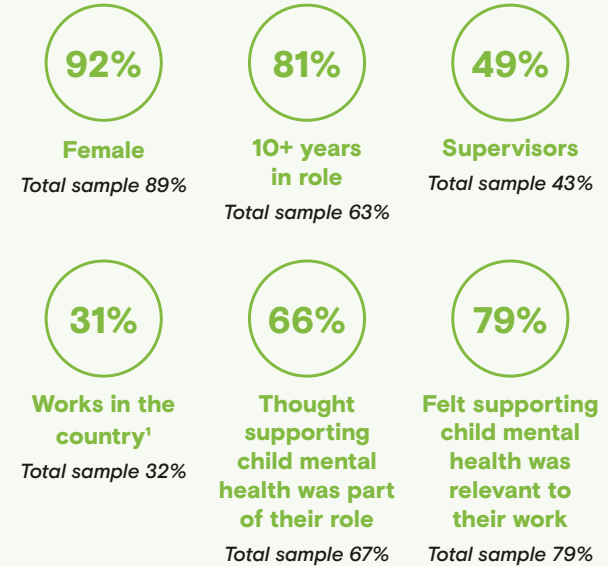 92%
Female
Total sample 89%
81%
10+ years
in role
Total sample 63%
49%
Supervisors
Total sample 43%
31%
Works in the
country¹
Total sample 32%
66%
Thought
supporting
child mental
health was part
of their role
Total sample 67%
79%
Felt supporting
child mental
health was
relevant to
their work
Total sample 79%